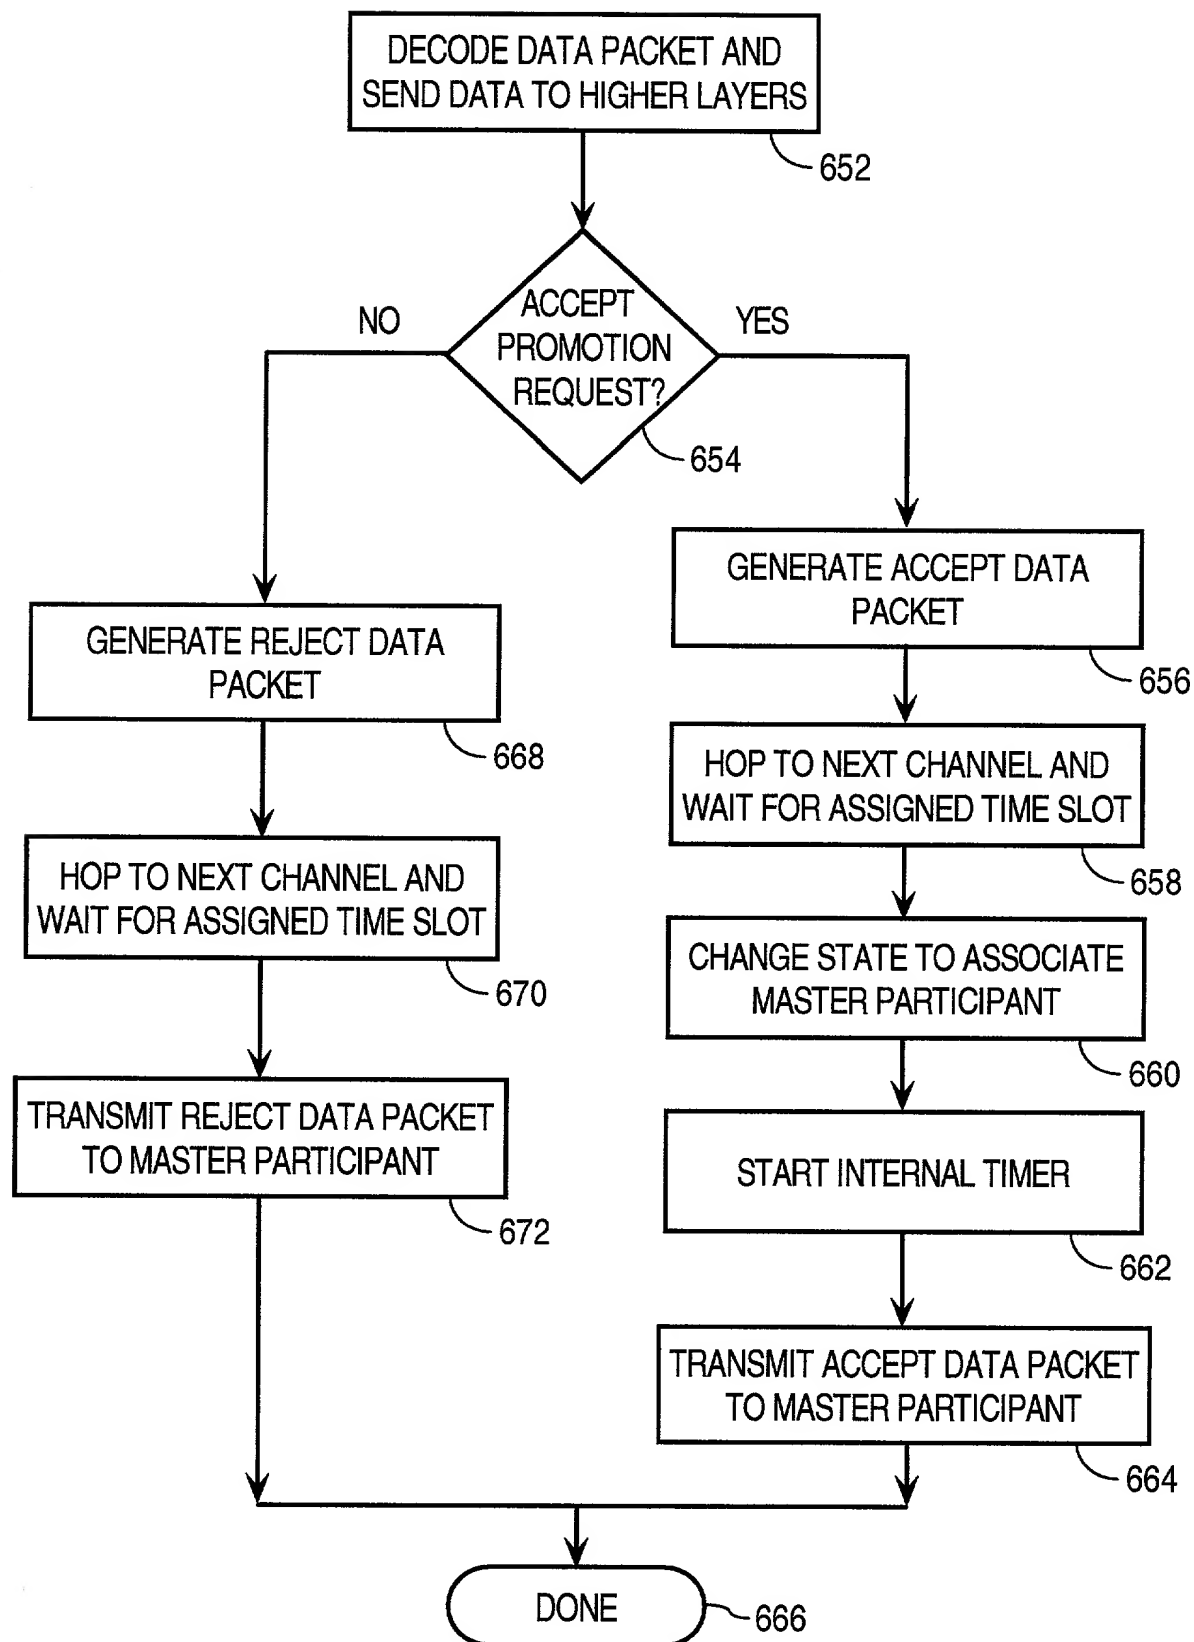 DECODE DATA PACKET AND
SEND DATA TO HIGHER LAYERS
652
ACCEPT
PROMOTION
REQUEST?
654
NO
YES
GENERATE ACCEPT DATA
PACKET
656
HOP TO NEXT CHANNEL AND
WAIT FOR ASSIGNED TIME SLOT
658
CHANGE STATE TO ASSOCIATE
MASTER PARTICIPANT
660
START INTERNAL TIMER
662
TRANSMIT ACCEPT DATA PACKET
TO MASTER PARTICIPANT
664
GENERATE REJECT DATA
PACKET
668
HOP TO NEXT CHANNEL AND
WAIT FOR ASSIGNED TIME SLOT
670
TRANSMIT REJECT DATA PACKET
TO MASTER PARTICIPANT
672
DONE
666